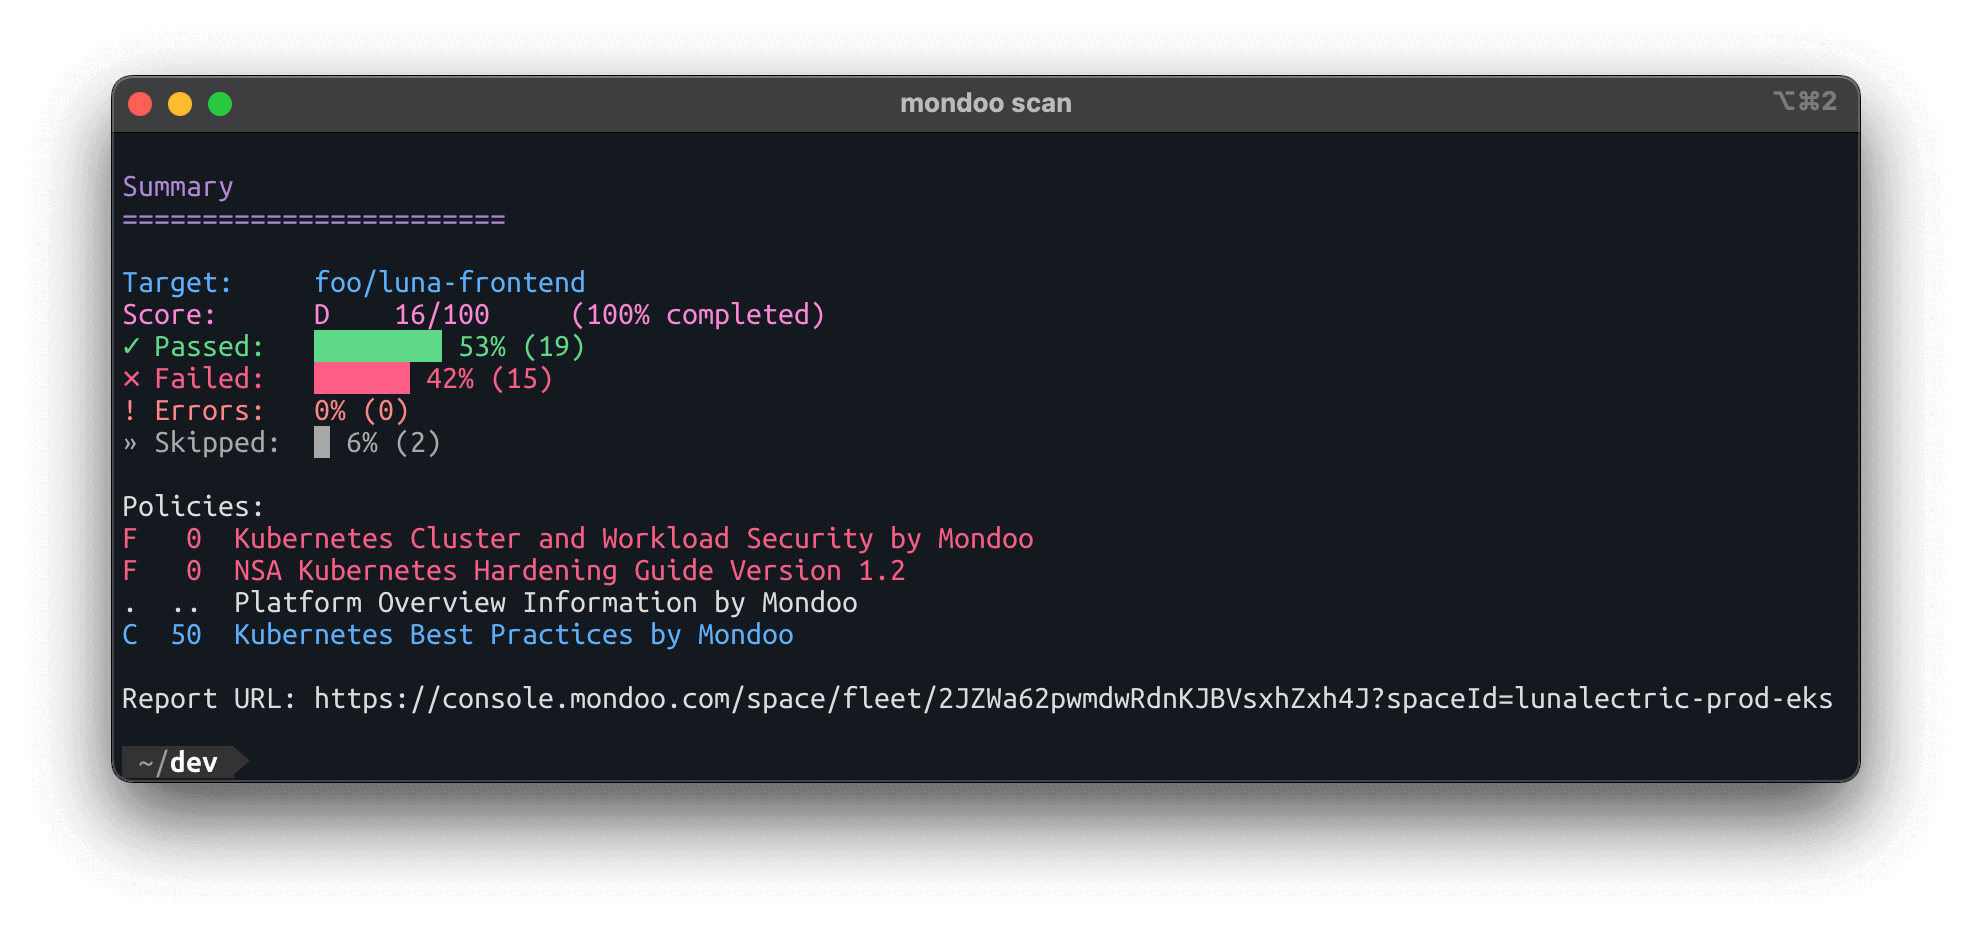 mondoo scan
⌥⌘2
Summary
========================
Target: foo/luna-frontend
Score: D 16/100 (100% completed)
✓ Passed: 53% (19)
✕ Failed: 42% (15)
! Errors: 0% (0)
» Skipped: 6% (2)
Policies:
F 0 Kubernetes Cluster and Workload Security by Mondoo
F 0 NSA Kubernetes Hardening Guide Version 1.2
. .. Platform Overview Information by Mondoo
C 50 Kubernetes Best Practices by Mondoo
Report URL: https://console.mondoo.com/space/fleet/2JZWa62pwmdwRdnKJBVsxhZxh4J?spaceId=lunalectric-prod-eks
~/dev